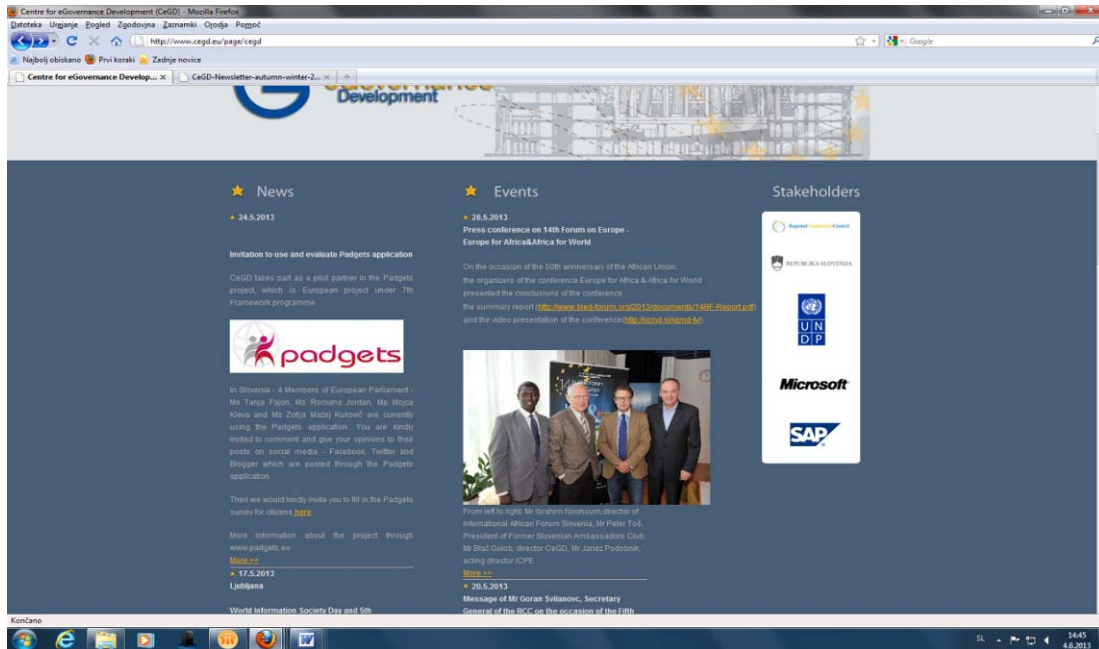 Centre for eGovernance Development (CeGD) - Mozilla Firefox
Datoteka Urejanje Pogled Zgodovina Zaznamki Orodja Pomoč
http://www.cegd.eu/page/cegd
Google
Najbolj obiskano Prvi koraki Zadnje novice
Centre for eGovernance Develop... CeGD-Newsletter-autumn-winter-2...
Development
News
24.5.2013
Invitation to use and evaluate Padgets application
CeGD takes part as a pilot partner in the Padgets
project, which is European project under 7th
Framework programme.
padgets
In Slovenia - 4 Members of European Parliament -
Ms Tanja Fajon, Ms. Romana Jordan, Ms. Mojca
Kleva and Ms Zofija Mazej Kukovič are currently
using the Padgets application. You are kindly
invited to comment and give your opinions to their
posts on social media - Facebook, Twitter and
Blogger which are posted through the Padgets
application.
Then we would kindly invite you to fill in the Padgets
survey for citizens here.
More information about the project through
www.padgets.eu
More >>
17.5.2013
Ljubljana
World Information Society Day and 5th
Events
28.5.2013
Press conference on 14th Forum on Europe -
Europe for Africa&Africa for World
On the occasion of the 50th anniversary of the African Union,
the organizers of the conference Europe for Africa & Africa for World
presented the conclusions of the conference,
the summary report (http://www.bled-forum.org/2013/documents/14BF-Report.pdf)
and the video presentation of the conference
From left to right: Mr Ibrahim Nouhoum,director of
International African Forum Slovenia, Mr Peter Toš,
President of Former Slovenian Ambassadors Club,
Mr Blaž Golob, director CeGD, Mr Janez Podobnik,
acting director ICPE
More >>
20.5.2013
Message of Mr Goran Svilanovc, Secretary
General of the RCC on the occasion of the Fifth
Stakeholders
Regional Cooperation Council
REPUBLIKA SLOVENIJA
UN
DP
Microsoft
SAP
Končano
SL
14:45
4.6.2013